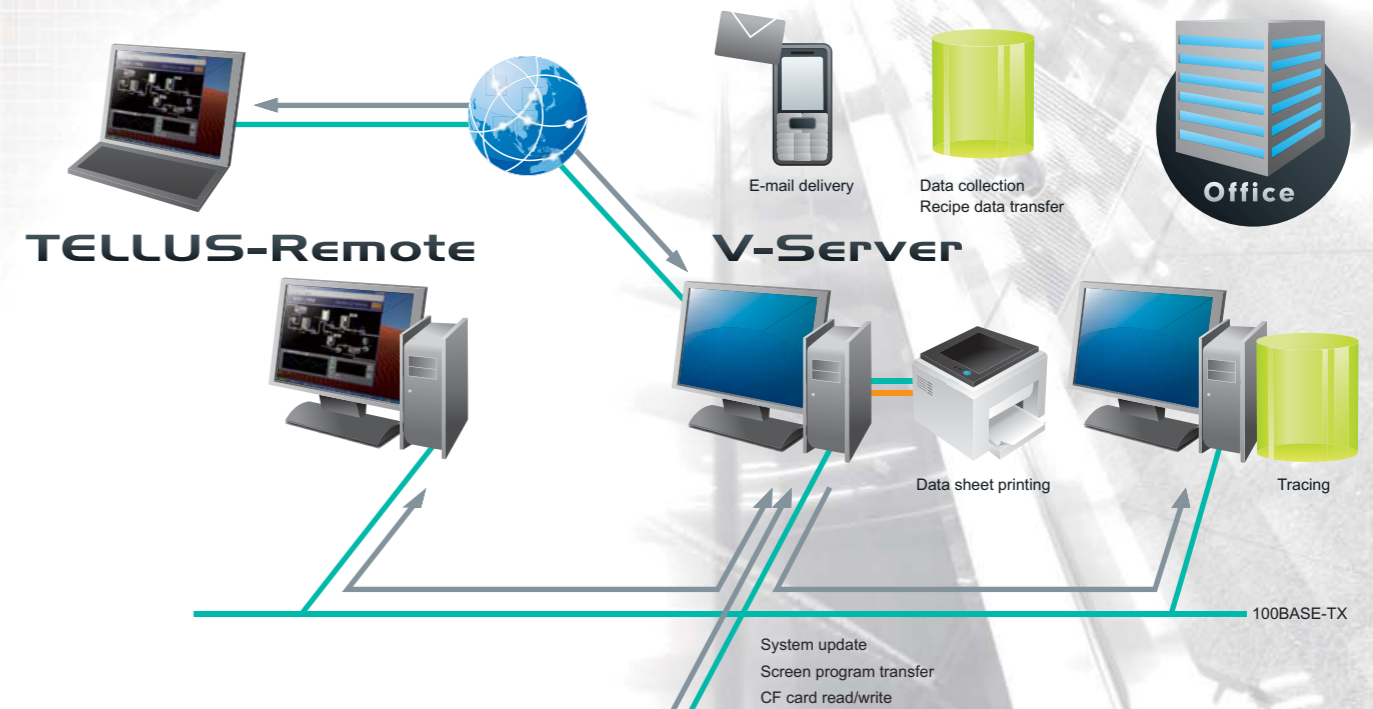 E-mail delivery
Data collection
Recipe data transfer
Office
TELLUS-Remote
V-Server
Data sheet printing
Tracing
100BASE-TX
System update
Screen program transfer
CF card read/write